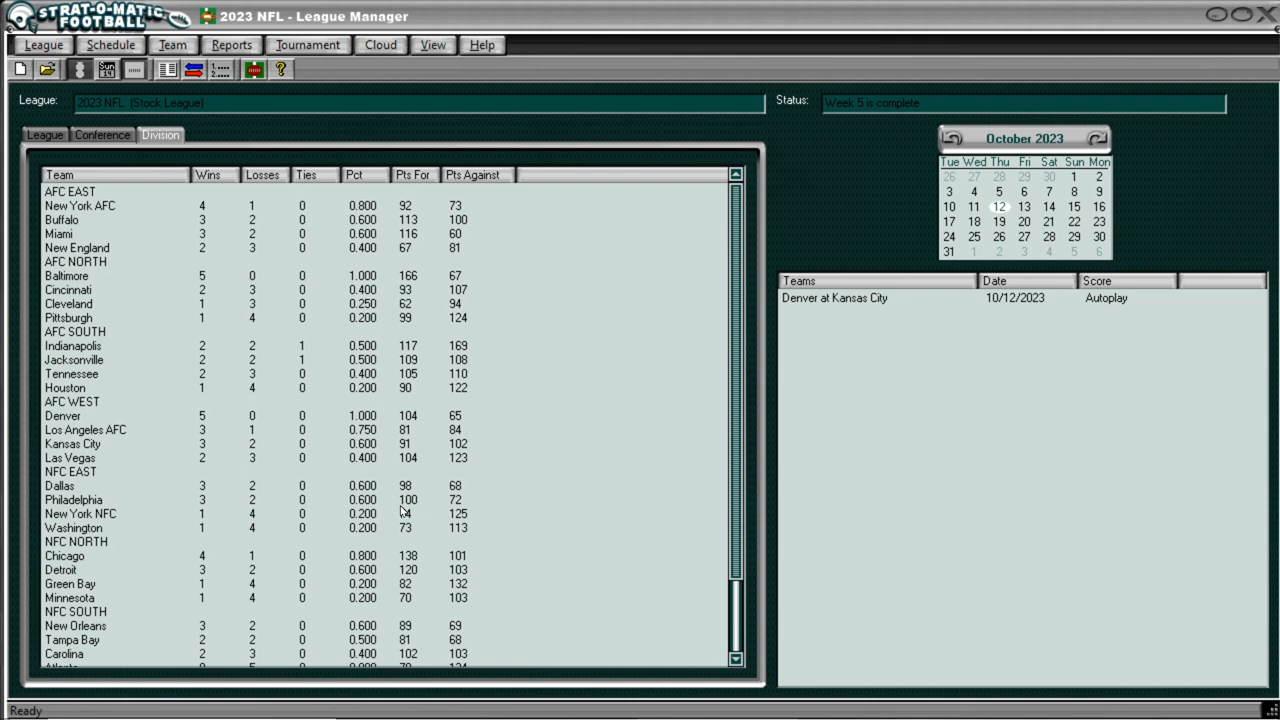 STRAT-O-MATIC FOOTBALL
2023 NFL - League Manager
League Schedule Team Reports Tournament Cloud View Help
League: 2023 NFL (Stock League) Status: Week 5 is complete
League Conference Division
Team Wins Losses Ties Pct Pts For Pts Against
AFC EAST
New York AFC 4 1 0 0.800 92 73
Buffalo 3 2 0 0.600 113 100
Miami 3 2 0 0.600 116 60
New England 2 3 0 0.400 67 81
AFC NORTH
Baltimore 5 0 0 1.000 166 67
Cincinnati 2 3 0 0.400 93 107
Cleveland 1 3 0 0.250 62 94
Pittsburgh 1 4 0 0.200 99 124
AFC SOUTH
Indianapolis 2 2 1 0.500 117 169
Jacksonville 2 2 1 0.500 109 108
Tennessee 2 3 0 0.400 105 110
Houston 1 4 0 0.200 90 122
AFC WEST
Denver 5 0 0 1.000 104 65
Los Angeles AFC 3 1 0 0.750 81 84
Kansas City 3 2 0 0.600 91 102
Las Vegas 2 3 0 0.400 104 123
NFC EAST
Dallas 3 2 0 0.600 98 68
Philadelphia 3 2 0 0.600 100 72
New York NFC 1 4 0 0.200 125
Washington 1 4 0 0.200 73 113
NFC NORTH
Chicago 4 1 0 0.800 138 101
Detroit 3 2 0 0.600 120 103
Green Bay 1 4 0 0.200 82 132
Minnesota 1 4 0 0.200 70 103
NFC SOUTH
New Orleans 3 2 0 0.600 89 69
Tampa Bay 2 2 0 0.500 81 68
Carolina 2 3 0 0.400 102 103
October 2023
Tue Wed Thu Fri Sat Sun Mon
26 27 28 29 30 1 2
3 4 5 6 7 8 9
10 11 12 13 14 15 16
17 18 19 20 21 22 23
24 25 26 27 28 29 30
31 1 2 3 4 5 6
Teams Date Score
Denver at Kansas City 10/12/2023 Autoplay
Ready